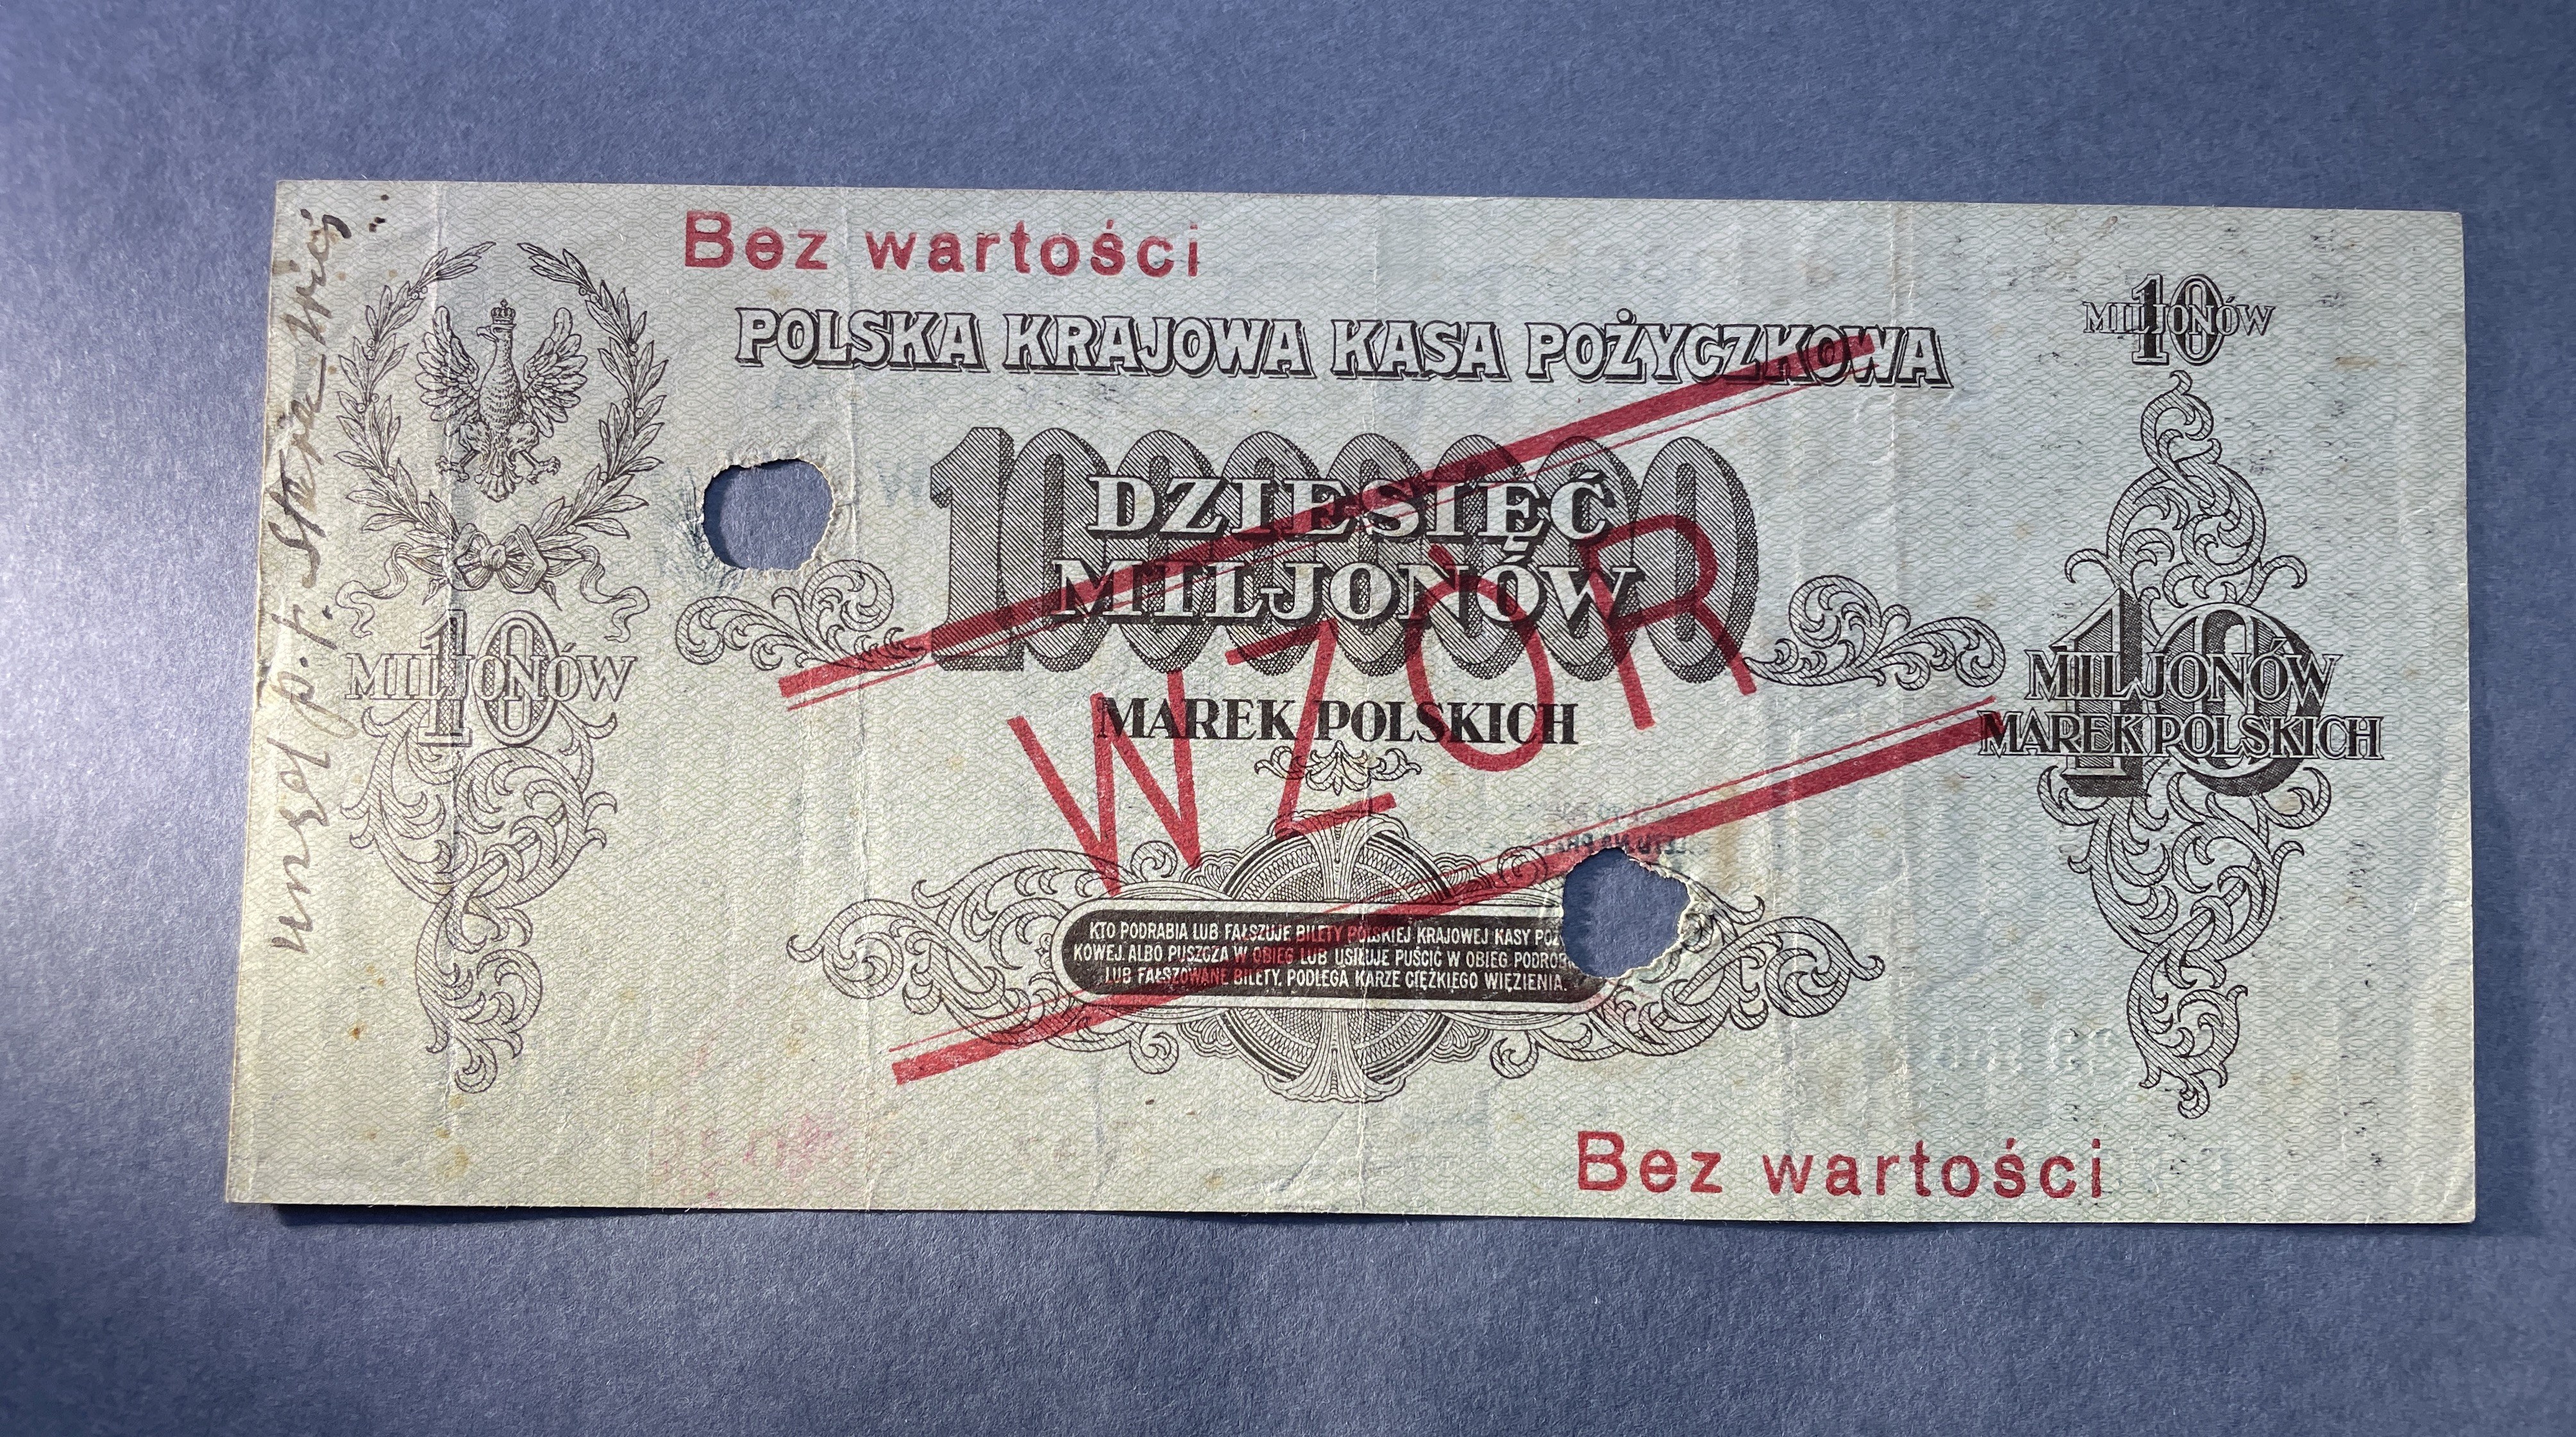 Bez wartości
POLSKA KRAJOWA KASA POŻYCZKOWA
10
MILJONÓW
10000000
DZIESIĘĆ
MILJONÓW
MAREK POLSKICH
WZÓR
10
MILJONÓW
10
MILJONÓW
MAREK POLSKICH
KTO PODRABIA LUB FAŁSZUJE BILETY POLSKIEJ KRAJOWEJ KASY POŻ
KOWEJ. ALBO PUSZCZA W OBIEG LUB USIŁUJE PUŚCIĆ W OBIEG PODROB
LUB FAŁSZOWANE BILETY, PODLEGA KARZE CIĘŻKIEGO WIĘZIENIA.
Bez wartości